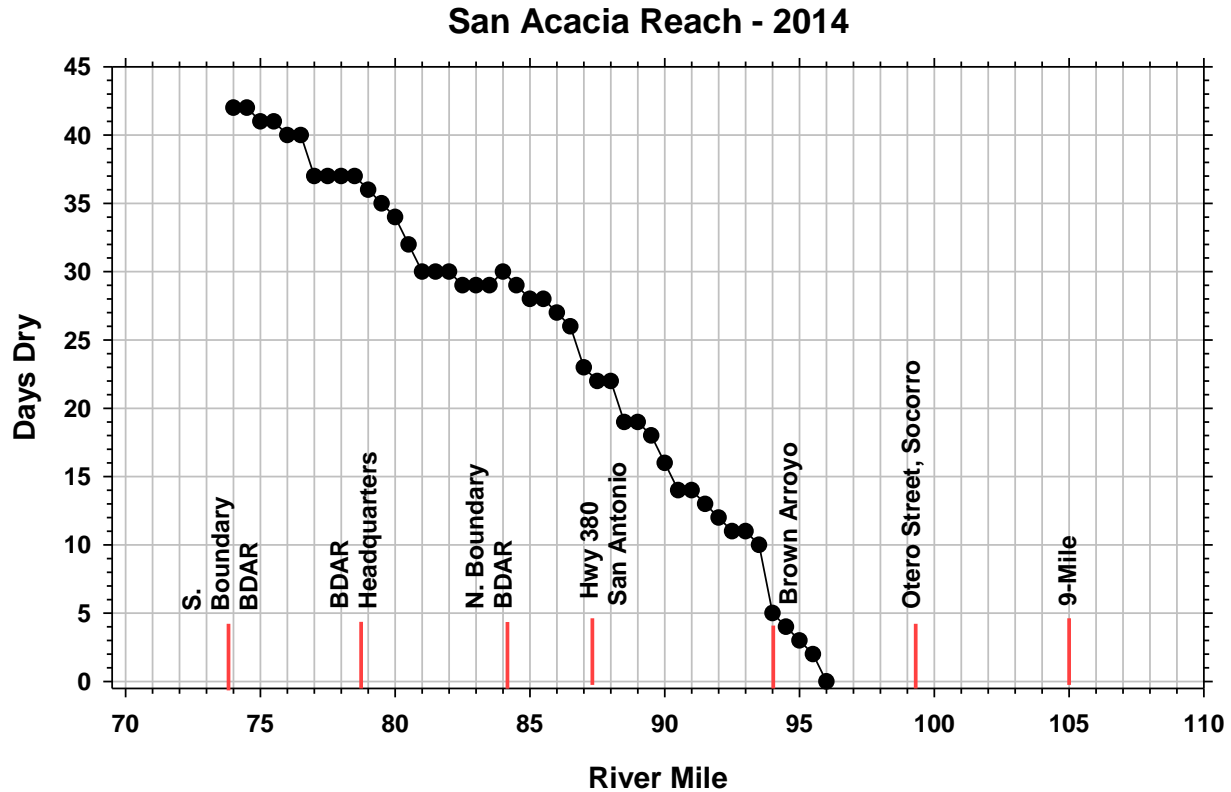 San Acacia Reach - 2014
45
40
35
30
25
20
15
10
5
0
Days Dry
S.
Boundary
BDAR
BDAR
Headquarters
N. Boundary
BDAR
Hwy 380
San Antonio
Brown Arroyo
Otero Street, Socorro
9-Mile
70 75 80 85 90 95 100 105 110
River Mile